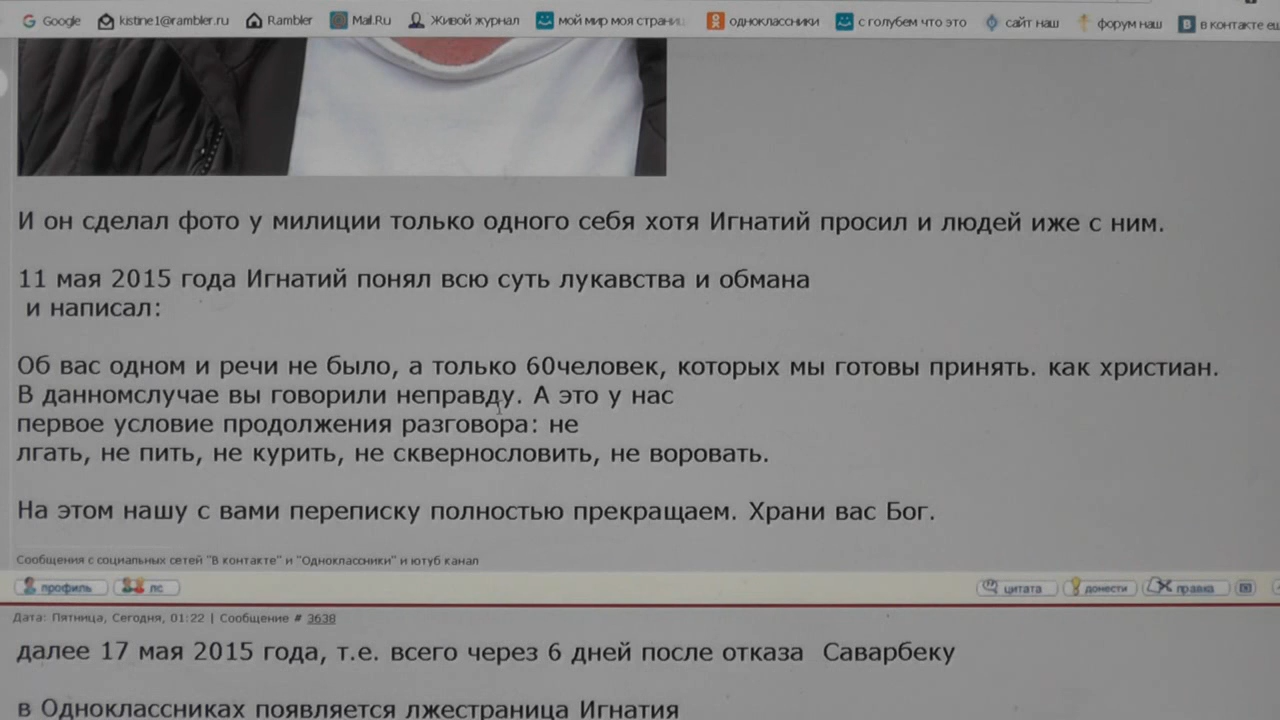 Google kistine1@rambler.ru Rambler Mail.Ru Живой журнал мой мир моя страниц одноклассники с голубем что это сайт наш форум наш в контакте ещ
И он сделал фото у милиции только одного себя хотя Игнатий просил и людей иже с ним.
11 мая 2015 года Игнатий понял всю суть лукавства и обмана
и написал:
Об вас одном и речи не было, а только 60человек, которых мы готовы принять. как христиан.
В данномслучае вы говорили неправду. А это у нас
первое условие продолжения разговора: не
лгать, не пить, не курить, не сквернословить, не воровать.
На этом нашу с вами переписку полностью прекращаем. Храни вас Бог.
Сообщения с социальных сетей "В контакте" и "Одноклассники" и ютуб канал
профиль лс цитата донести правка
Дата: Пятница, Сегодня, 01:22 | Сообщение # 3638
далее 17 мая 2015 года, т.е. всего через 6 дней после отказа Саварбеку
в Одноклассниках появляется лжестраница Игнатия